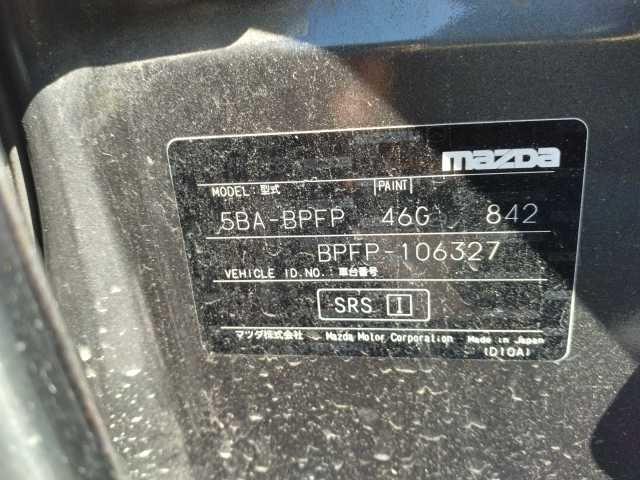 mazda
MODEL:型式 PAINT
5BA-BPFP 46G 842
BPFP-106327
VEHICLE ID.NO.:車台番号
SRS I
マツダ株式会社 Mazda Motor Corporation Made in Japan
(D10A)